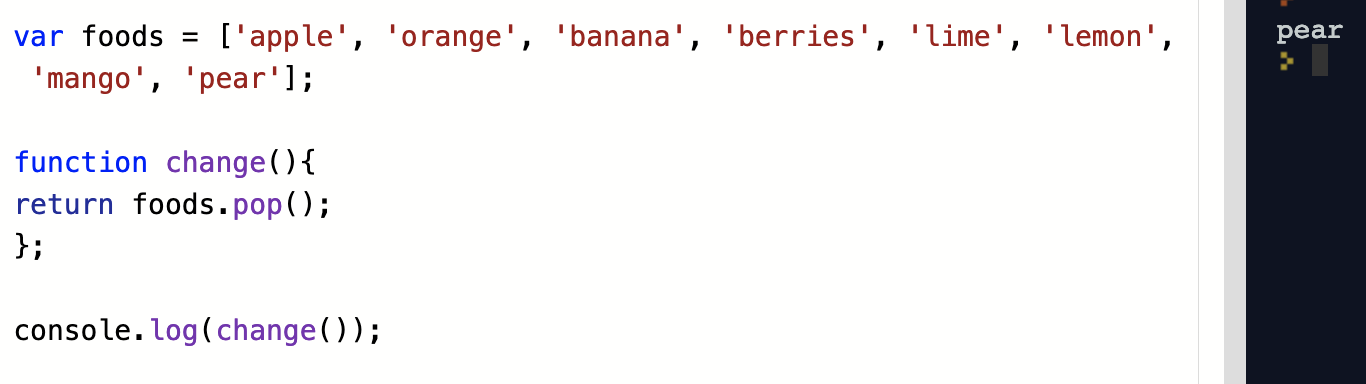 var foods = ['apple', 'orange', 'banana', 'berries', 'lime', 'lemon',
'mango', 'pear'];
function change(){
return foods.pop();
};
console.log(change());
pear